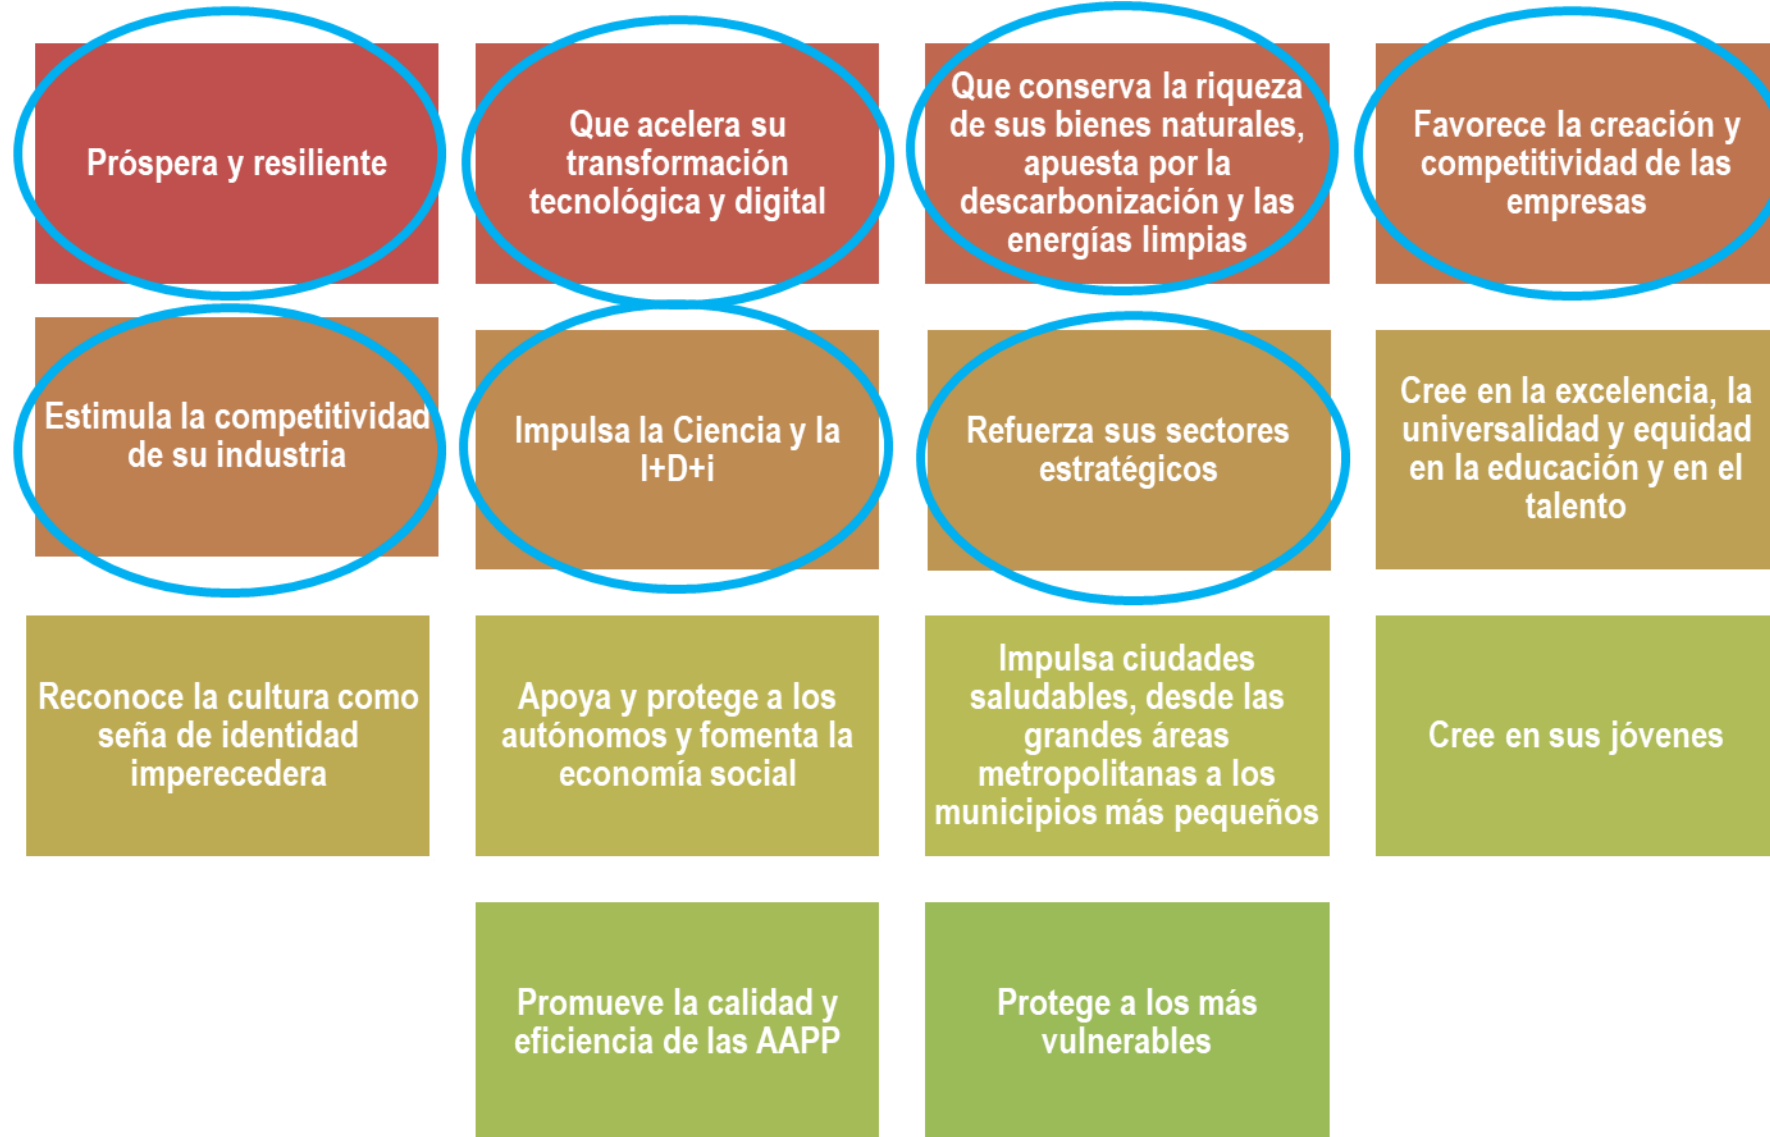 Próspera y resiliente
Que acelera su
transformación
tecnológica y digital
Que conserva la riqueza
de sus bienes naturales,
apuesta por la
descarbonización y las
energías limpias
Favorece la creación y
competitividad de las
empresas
Estimula la competitividad
de su industria
Impulsa la Ciencia y la
I+D+i
Refuerza sus sectores
estratégicos
Cree en la excelencia, la
universalidad y equidad
en la educación y en el
talento
Reconoce la cultura como
seña de identidad
imperecedera
Apoya y protege a los
autónomos y fomenta la
economía social
Impulsa ciudades
saludables, desde las
grandes áreas
metropolitanas a los
municipios más pequeños
Cree en sus jóvenes
Promueve la calidad y
eficiencia de las AAPP
Protege a los más
vulnerables